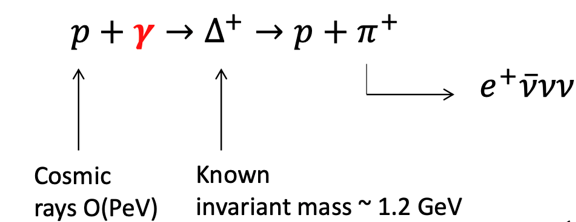 p + γ → Δ⁺ → p + π⁺
e⁺ν̄νν
Cosmic
rays O(PeV)
Known
invariant mass ~ 1.2 GeV